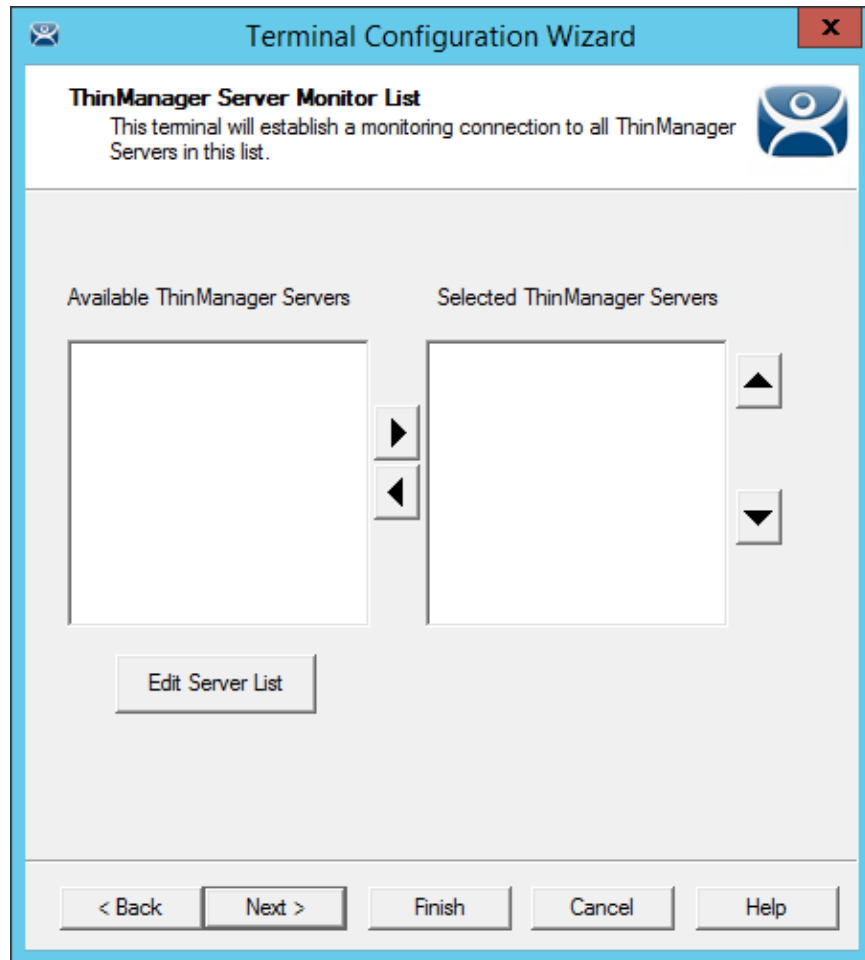 Terminal Configuration Wizard
x
ThinManager Server Monitor List
This terminal will establish a monitoring connection to all ThinManager
Servers in this list.
Available ThinManager Servers
Selected ThinManager Servers
Edit Server List
< Back
Next >
Finish
Cancel
Help